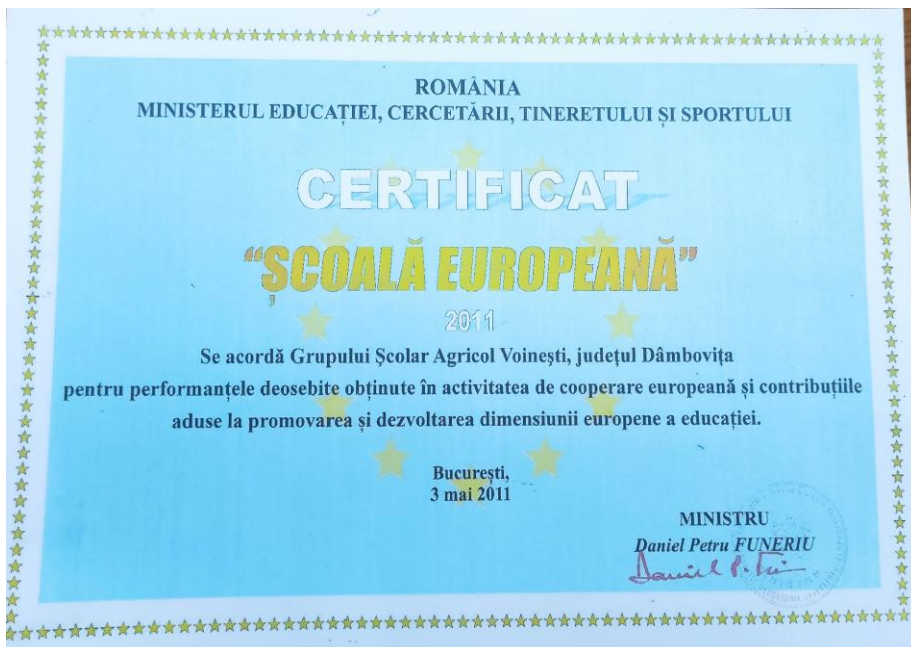 ROMÂNIA
MINISTERUL EDUCAȚIEI, CERCETĂRII, TINERETULUI ȘI SPORTULUI
CERTIFICAT
“ȘCOALĂ EUROPEANĂ”
2011
Se acordă Grupului Școlar Agricol Voinești, județul Dâmbovița
pentru performanțele deosebite obținute în activitatea de cooperare europeană și contribuțiile
aduse la promovarea și dezvoltarea dimensiunii europene a educației.
București,
3 mai 2011
MINISTRU
Daniel Petru FUNERIU